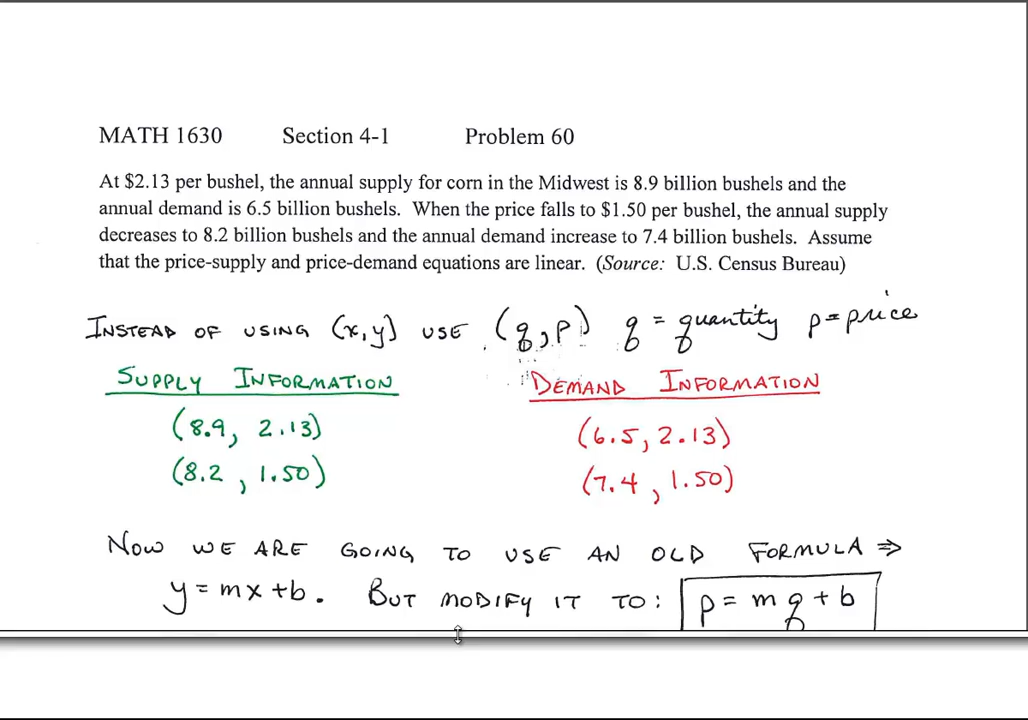 MATH 1630 Section 4-1 Problem 60
At $2.13 per bushel, the annual supply for corn in the Midwest is 8.9 billion bushels and the
annual demand is 6.5 billion bushels. When the price falls to $1.50 per bushel, the annual supply
decreases to 8.2 billion bushels and the annual demand increase to 7.4 billion bushels. Assume
that the price-supply and price-demand equations are linear. (Source: U.S. Census Bureau)
INSTEAD OF USING (x,y) USE (q,p) q = quantity p = price
SUPPLY INFORMATION DEMAND INFORMATION
(8.9, 2.13) (6.5, 2.13)
(8.2, 1.50) (7.4, 1.50)
NOW WE ARE GOING TO USE AN OLD FORMULA ⇒
y = mx + b. BUT MODIFY IT TO: p = mq + b